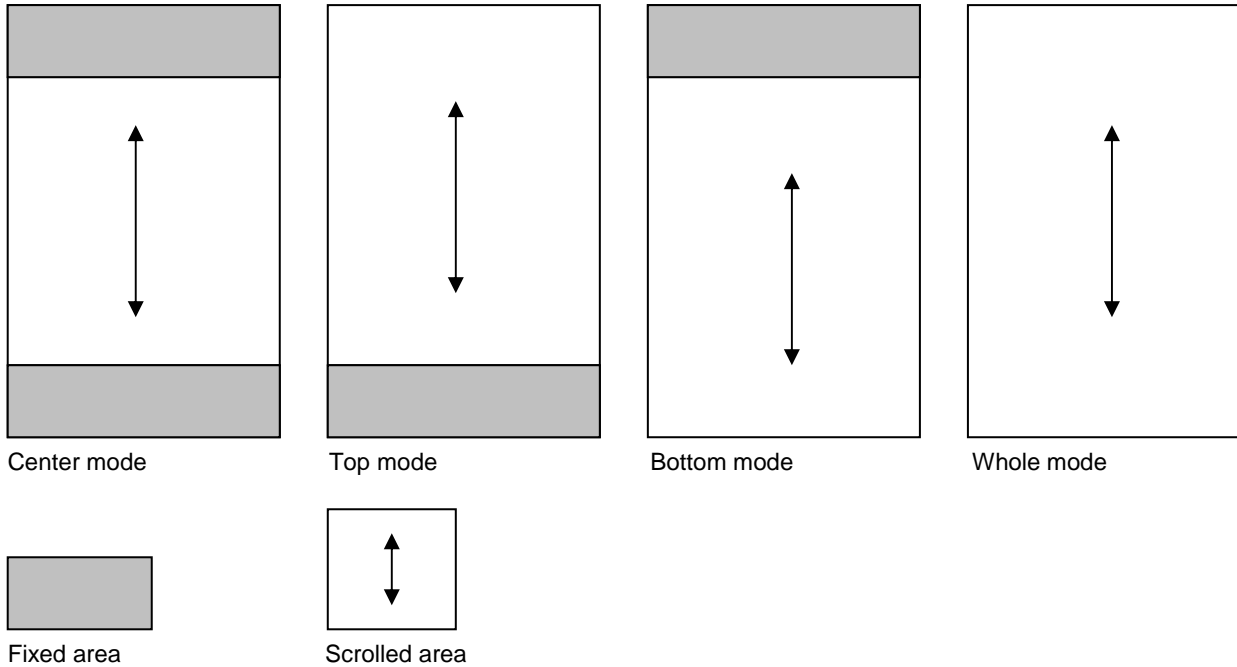 Center mode
Top mode
Bottom mode
Whole mode
Fixed area
Scrolled area